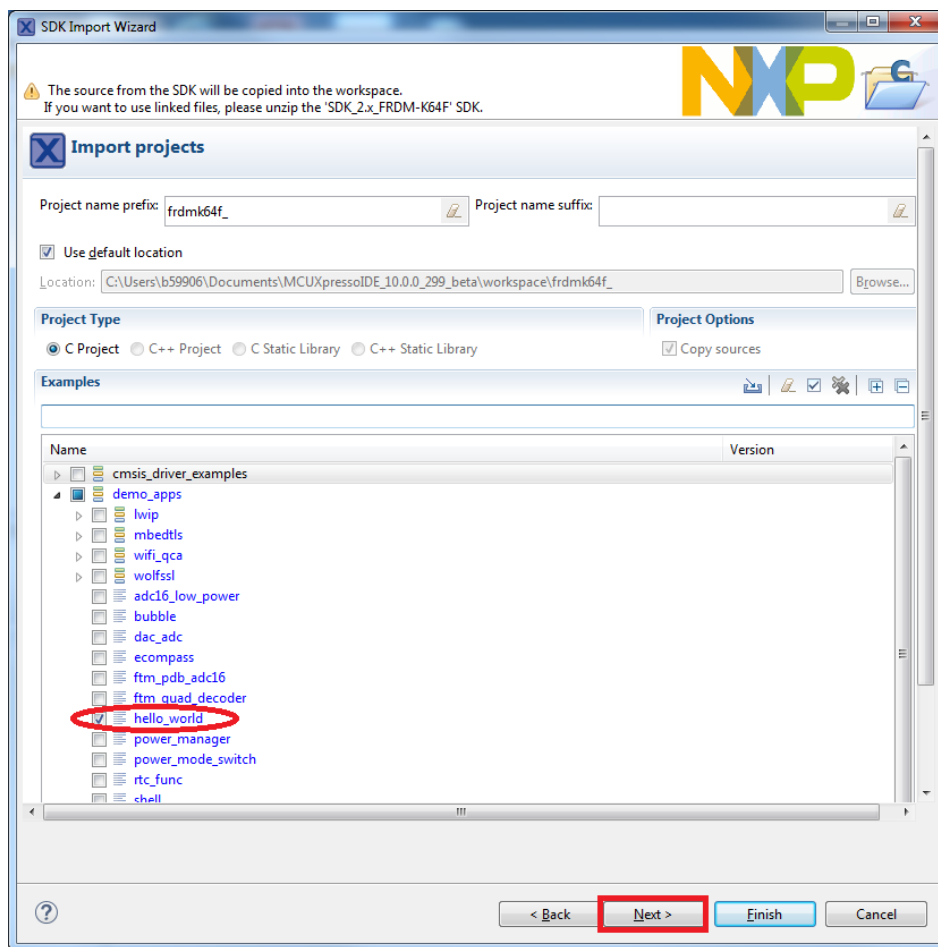 SDK Import Wizard
The source from the SDK will be copied into the workspace.
If you want to use linked files, please unzip the 'SDK_2.x_FRDM-K64F' SDK.
NXP
C
X Import projects
Project name prefix: frdmk64f_ Project name suffix:
Use default location
Location: C:\Users\b59906\Documents\MCUXpressoIDE_10.0.0_299_beta\workspace\frdmk64f_ Browse...
Project Type Project Options
C Project C++ Project C Static Library C++ Static Library Copy sources
Examples
Name Version
cmsis_driver_examples
demo_apps
lwip
mbedtls
wifi_qca
wolfssl
adc16_low_power
bubble
dac_adc
ecompass
ftm_pdb_adc16
ftm_quad_decoder
hello_world
power_manager
power_mode_switch
rtc_func
shell
? < Back Next > Finish Cancel